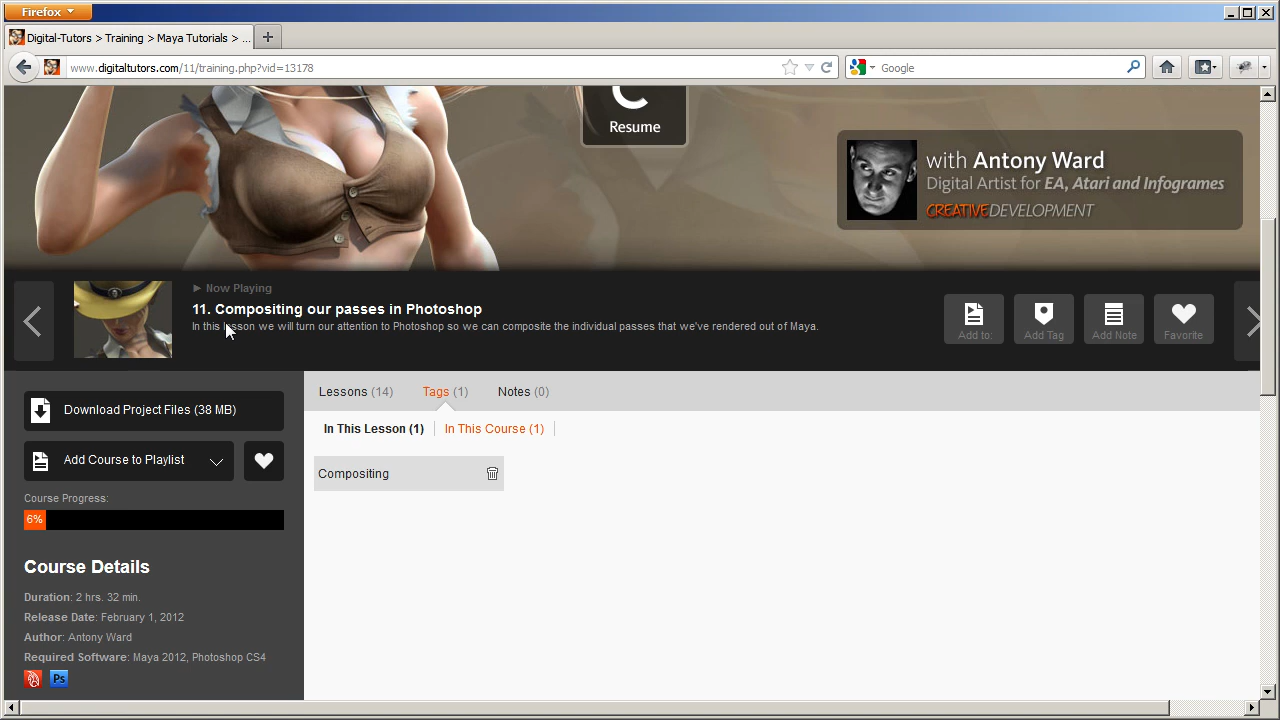 Firefox
Digital-Tutors > Training > Maya Tutorials > ...
www.digitaltutors.com/11/training.php?vid=13178
Google
Resume
with Antony Ward
Digital Artist for EA, Atari and Infogrames
CREATIVEDEVELOPMENT
Now Playing
11. Compositing our passes in Photoshop
In this lesson we will turn our attention to Photoshop so we can composite the individual passes that we've rendered out of Maya.
Add to:
Add Tag
Add Note
Favorite
Download Project Files (38 MB)
Add Course to Playlist
Course Progress:
6%
Course Details
Duration: 2 hrs. 32 min.
Release Date: February 1, 2012
Author: Antony Ward
Required Software: Maya 2012, Photoshop CS4
Ps
Lessons (14)
Tags (1)
Notes (0)
In This Lesson (1)
In This Course (1)
Compositing